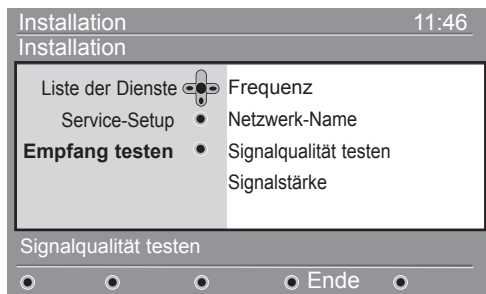 Installation 11:46
Installation
Liste der Dienste Frequenz
Service-Setup Netzwerk-Name
Empfang testen Signalqualität testen
Signalstärke
Signalqualität testen
Ende